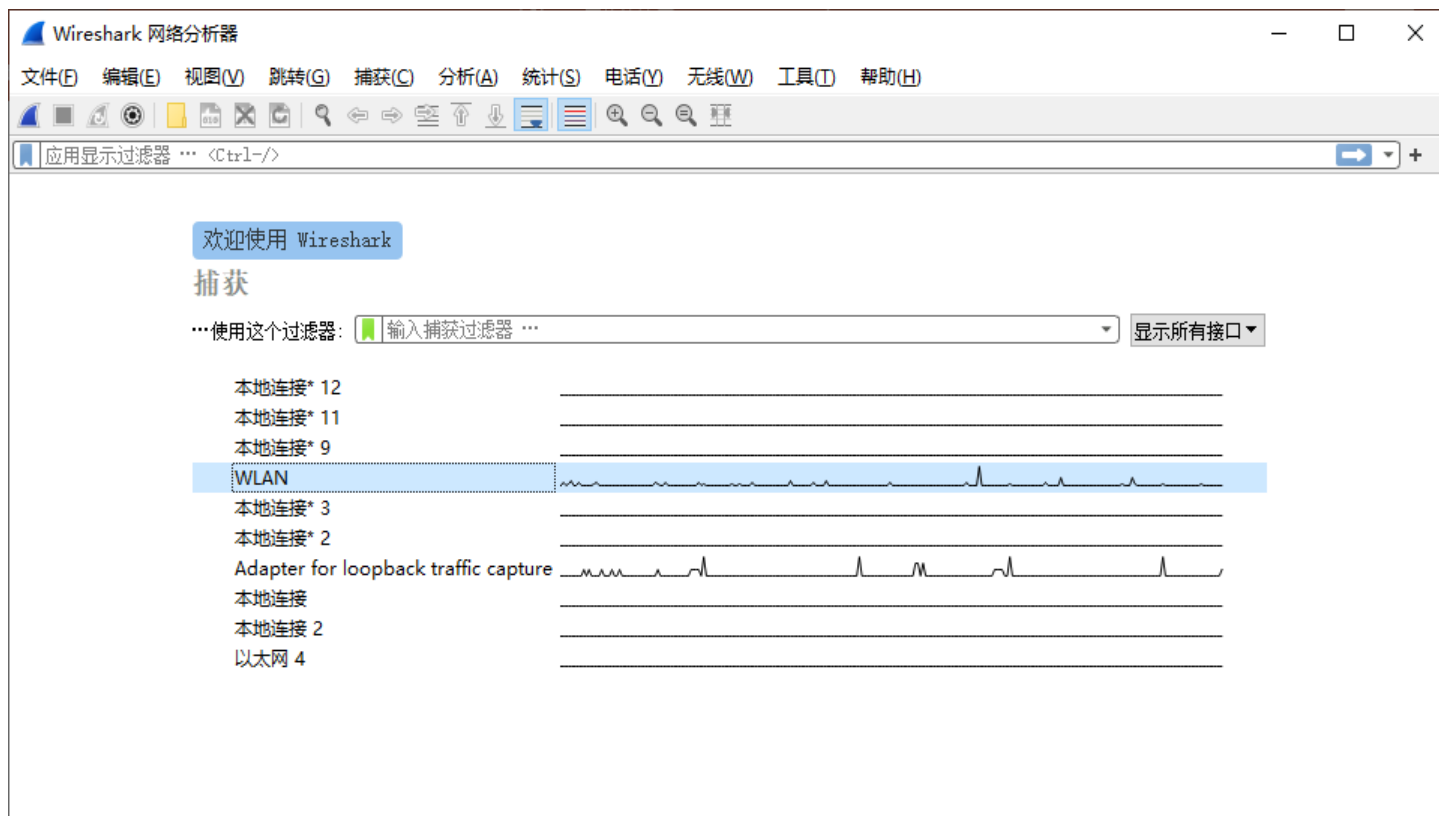 Wireshark 网络分析器
文件(F) 编辑(E) 视图(V) 跳转(G) 捕获(C) 分析(A) 统计(S) 电话(Y) 无线(W) 工具(T) 帮助(H)
应用显示过滤器 … <Ctrl-/>
欢迎使用 Wireshark
捕获
…使用这个过滤器: 输入捕获过滤器 … 显示所有接口
本地连接* 12
本地连接* 11
本地连接* 9
WLAN
本地连接* 3
本地连接* 2
Adapter for loopback traffic capture
本地连接
本地连接 2
以太网 4